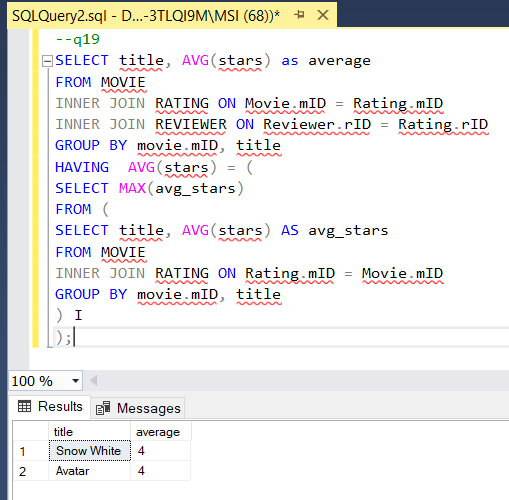 SQLQuery2.sql - D...-3TLQI9M\MSI (68))*
--q19
SELECT title, AVG(stars) as average
FROM MOVIE
INNER JOIN RATING ON Movie.mID = Rating.mID
INNER JOIN REVIEWER ON Reviewer.rID = Rating.rID
GROUP BY movie.mID, title
HAVING  AVG(stars) = (
SELECT MAX(avg_stars)
FROM (
SELECT title, AVG(stars) AS avg_stars
FROM MOVIE
INNER JOIN RATING ON Rating.mID = Movie.mID
GROUP BY movie.mID, title
) I
);
100 %
Results Messages
title average
1 Snow White 4
2 Avatar 4